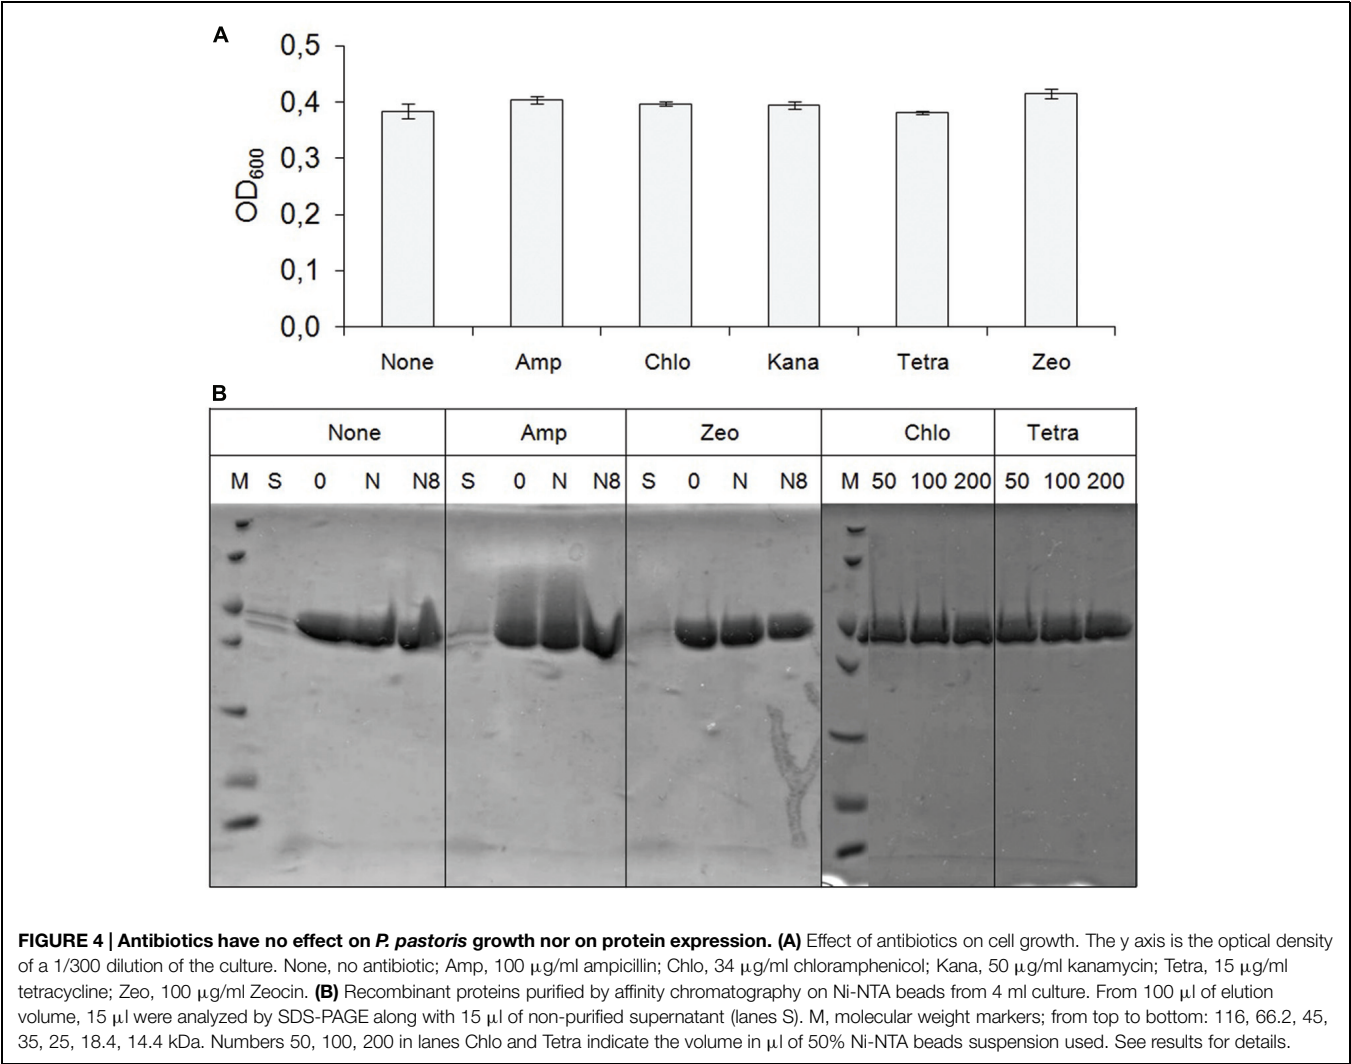 A
0,5
0,4
0,3
0,2
0,1
0,0
OD600
None Amp Chlo Kana Tetra Zeo
B
None Amp Zeo Chlo Tetra
M S 0 N N8 S 0 N N8 S 0 N N8 M 50 100 200 50 100 200
FIGURE 4 | Antibiotics have no effect on P. pastoris growth nor on protein expression. (A) Effect of antibiotics on cell growth. The y axis is the optical density
of a 1/300 dilution of the culture. None, no antibiotic; Amp, 100 μg/ml ampicillin; Chlo, 34 μg/ml chloramphenicol; Kana, 50 μg/ml kanamycin; Tetra, 15 μg/ml
tetracycline; Zeo, 100 μg/ml Zeocin. (B) Recombinant proteins purified by affinity chromatography on Ni-NTA beads from 4 ml culture. From 100 μl of elution
volume, 15 μl were analyzed by SDS-PAGE along with 15 μl of non-purified supernatant (lanes S). M, molecular weight markers; from top to bottom: 116, 66.2, 45,
35, 25, 18.4, 14.4 kDa. Numbers 50, 100, 200 in lanes Chlo and Tetra indicate the volume in μl of 50% Ni-NTA beads suspension used. See results for details.